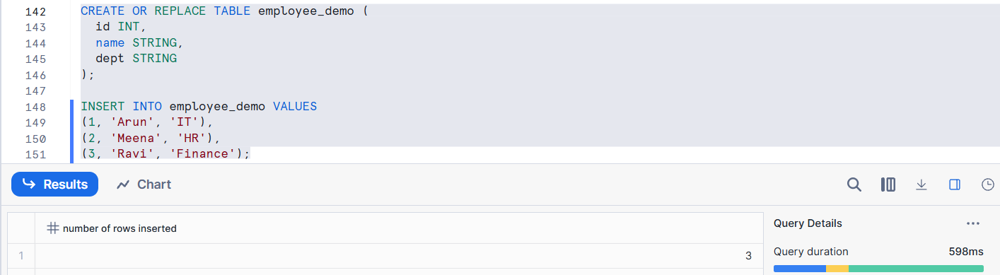 142 CREATE OR REPLACE TABLE employee_demo (
143   id INT,
144   name STRING,
145   dept STRING
146 );
147
148 INSERT INTO employee_demo VALUES
149 (1, 'Arun', 'IT'),
150 (2, 'Meena', 'HR'),
151 (3, 'Ravi', 'Finance');
Results Chart
number of rows inserted
1 3
Query Details
Query duration 598ms